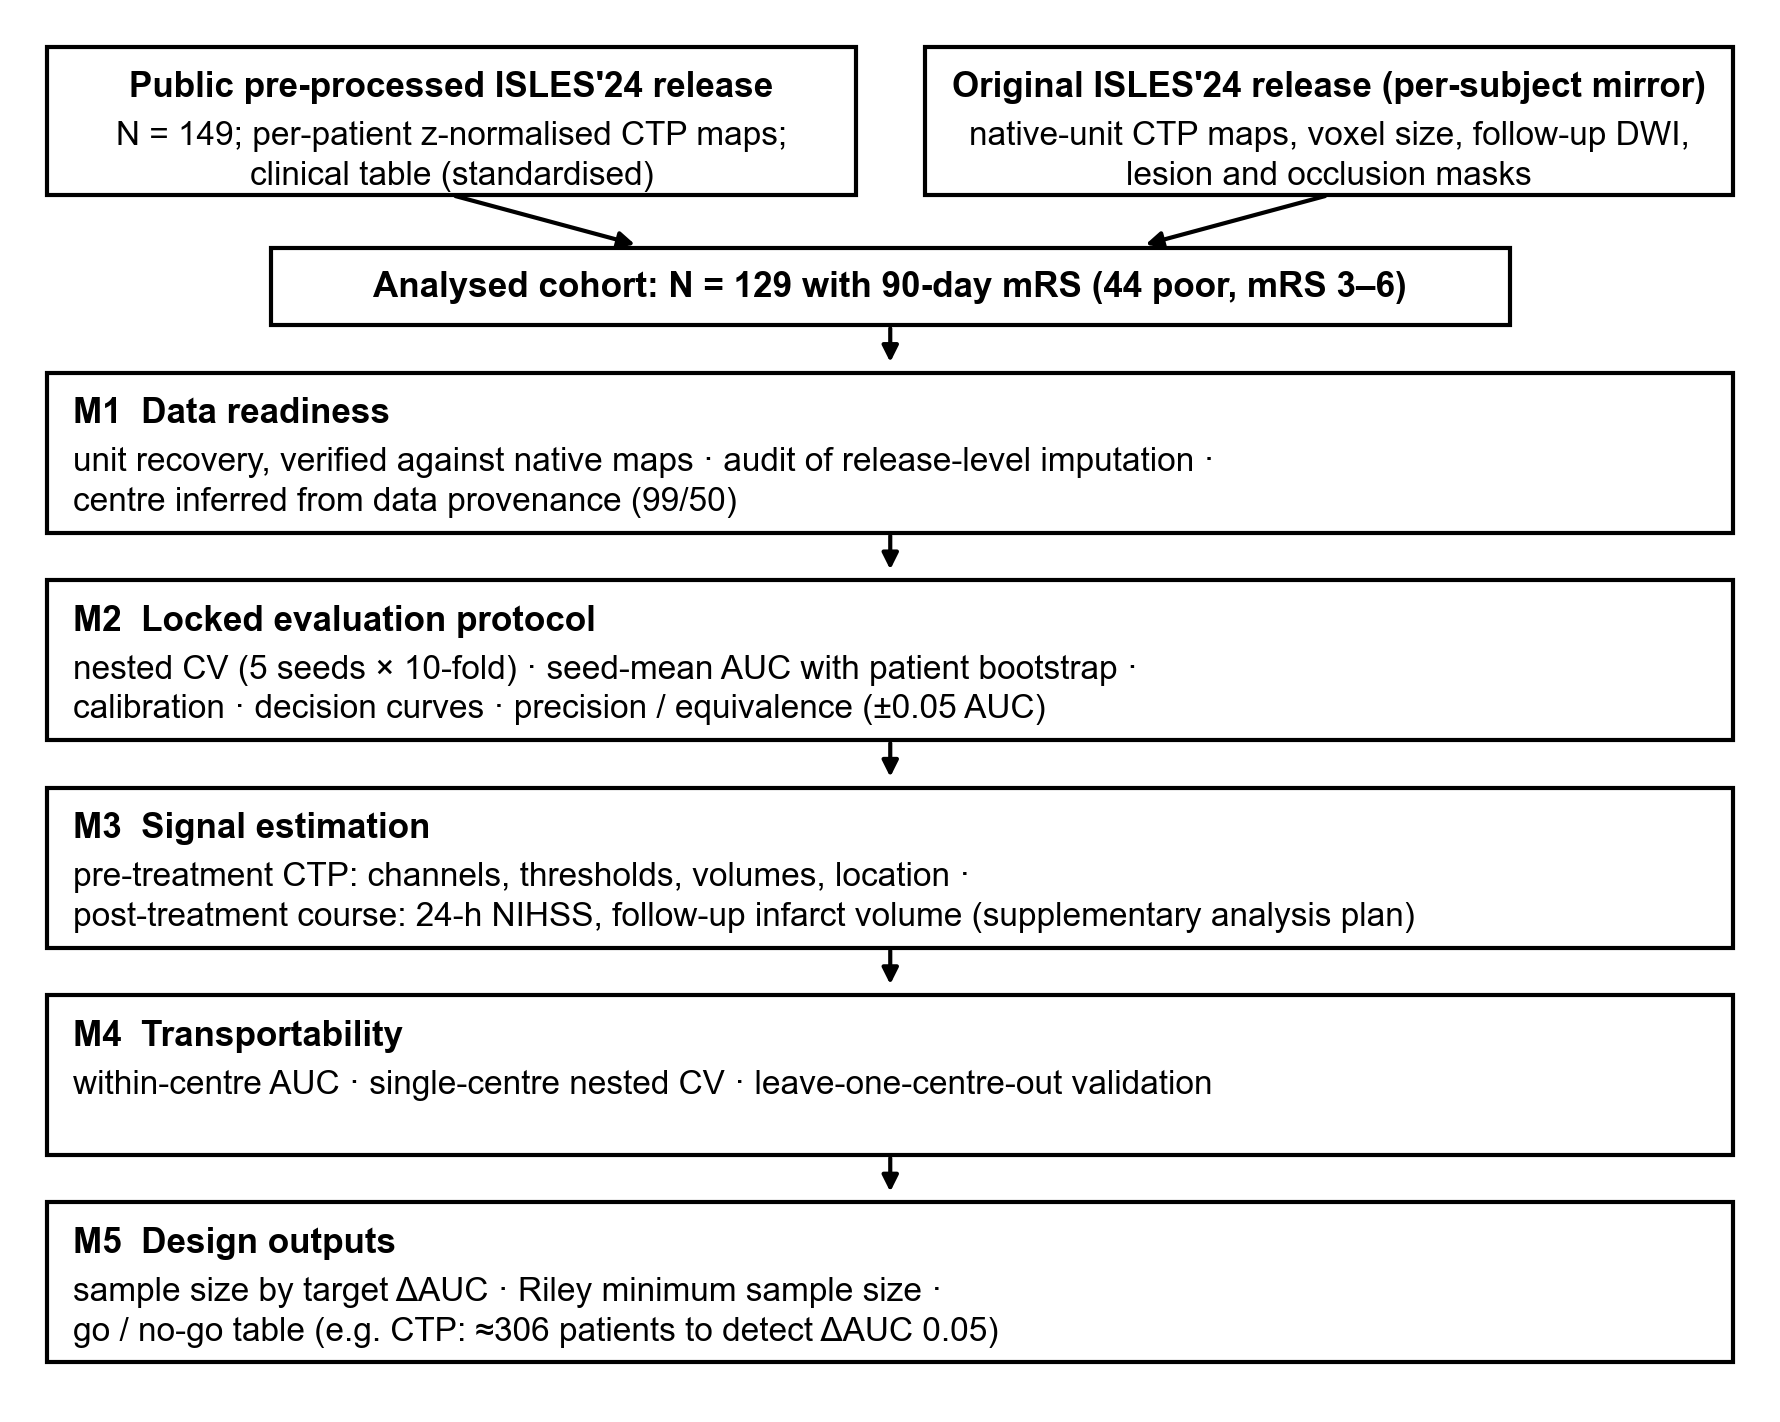 Public pre-processed ISLES'24 release
N = 149; per-patient z-normalised CTP maps;
clinical table (standardised)
Original ISLES'24 release (per-subject mirror)
native-unit CTP maps, voxel size, follow-up DWI,
lesion and occlusion masks
Analysed cohort: N = 129 with 90-day mRS (44 poor, mRS 3–6)
M1 Data readiness
unit recovery, verified against native maps · audit of release-level imputation ·
centre inferred from data provenance (99/50)
M2 Locked evaluation protocol
nested CV (5 seeds × 10-fold) · seed-mean AUC with patient bootstrap ·
calibration · decision curves · precision / equivalence (±0.05 AUC)
M3 Signal estimation
pre-treatment CTP: channels, thresholds, volumes, location ·
post-treatment course: 24-h NIHSS, follow-up infarct volume (supplementary analysis plan)
M4 Transportability
within-centre AUC · single-centre nested CV · leave-one-centre-out validation
M5 Design outputs
sample size by target ΔAUC · Riley minimum sample size ·
go / no-go table (e.g. CTP: ≈306 patients to detect ΔAUC 0.05)